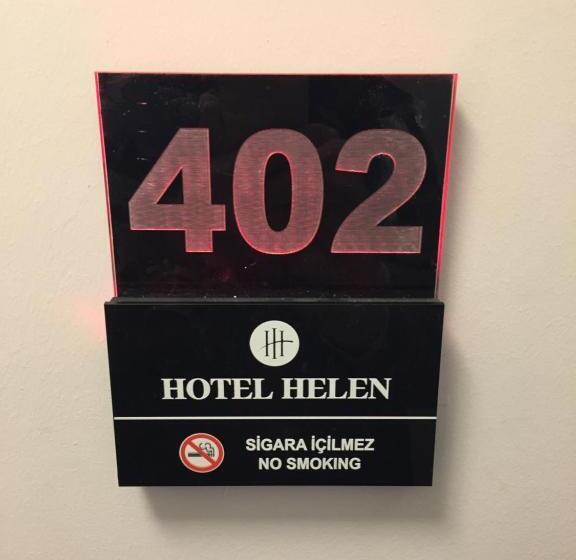 402
HOTEL HELEN
SİGARA İÇİLMEZ
NO SMOKING